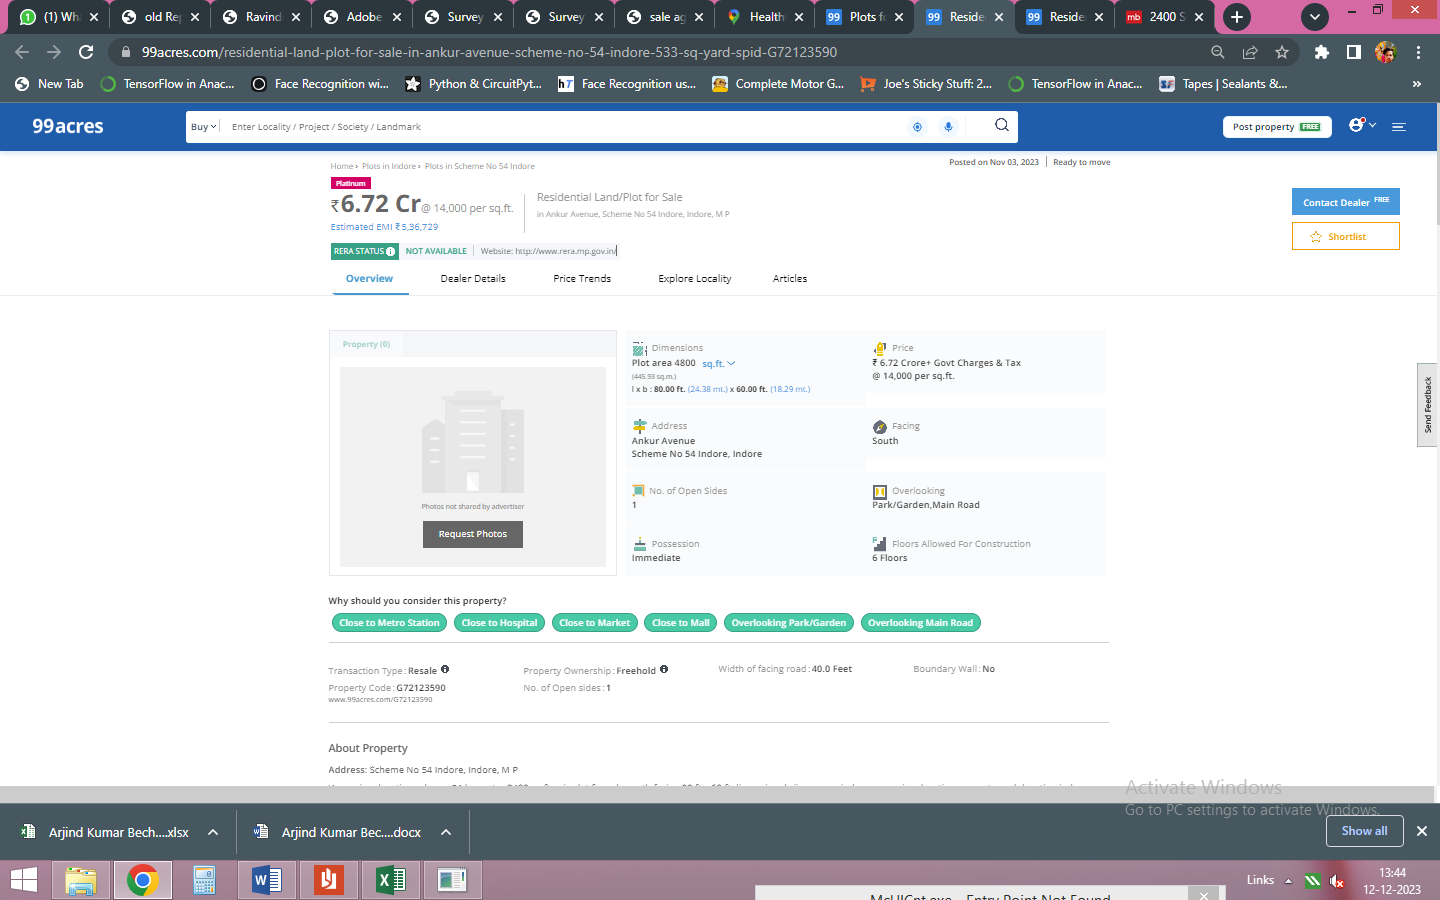 (1) Wh
old Re
Ravind
Adobe
Survey
Survey
sale ag
Health
Plots f
Reside
Reside
2400 S
99acres.com/residential-land-plot-for-sale-in-ankur-avenue-scheme-no-54-indore-533-sq-yard-spid-G72123590
New Tab
TensorFlow in Anac...
Face Recognition wi...
Python & CircuitPyt...
Face Recognition us...
Complete Motor G...
Joe's Sticky Stuff: 2...
TensorFlow in Anac...
Tapes | Sealants &...
»
99acres
Buy
Enter Locality / Project / Society / Landmark
Post property FREE
Home › Plots in Indore › Plots in Scheme No 54 Indore
Posted on Nov 03, 2023 | Ready to move
Platinum
₹6.72 Cr @ 14,000 per sq.ft.
Estimated EMI ₹5,36,729
Residential Land/Plot for Sale
in Ankur Avenue, Scheme No 54 Indore, Indore, M P
Contact Dealer FREE
Shortlist
RERA STATUS NOT AVAILABLE Website: http://www.rera.mp.gov.in/
Overview
Dealer Details
Price Trends
Explore Locality
Articles
Property (0)
Photos not shared by advertiser
Request Photos
Dimensions
Plot area 4800 sq.ft.
(445.93 sq.m.)
l x b : 80.00 ft. (24.38 mt.) x 60.00 ft. (18.29 mt.)
Price
₹ 6.72 Crore+ Govt Charges & Tax
@ 14,000 per sq.ft.
Address
Ankur Avenue
Scheme No 54 Indore, Indore
Facing
South
No. of Open Sides
1
Overlooking
Park/Garden,Main Road
Possession
Immediate
Floors Allowed For Construction
6 Floors
Send Feedback
Why should you consider this property?
Close to Metro Station
Close to Hospital
Close to Market
Close to Mall
Overlooking Park/Garden
Overlooking Main Road
Transaction Type : Resale
Property Ownership : Freehold
Width of facing road : 40.0 Feet
Boundary Wall : No
Property Code : G72123590
www.99acres.com/G72123590
No. of Open sides : 1
About Property
Address: Scheme No 54 Indore, Indore, M P
Activate Windows
Go to PC settings to activate Windows.
Arjind Kumar Bech....xlsx
Arjind Kumar Bec....docx
Show all
Links
13:44
12-12-2023
McUICnt.exe - Entry Point Not Found